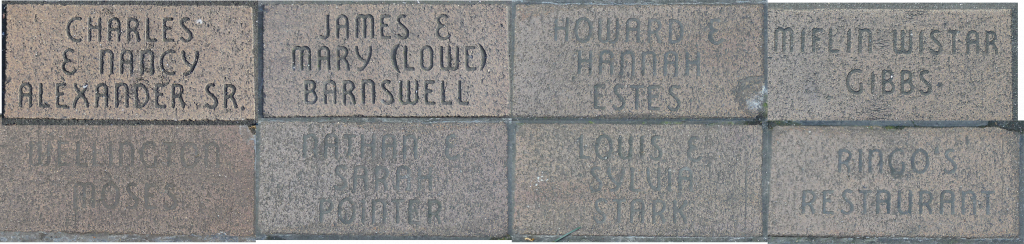 CHARLES
& NANCY
ALEXANDER SR.
JAMES &
MARY (LOWE)
BARNSWELL
HOWARD &
HANNAH
ESTES
MIFLIN WISTAR
GIBBS.
WELLINGTON
MOSES
NATHAN &
SARAH
POINTER
LOUIS &
SYLVIA
STARK
RINGO'S
RESTAURANT